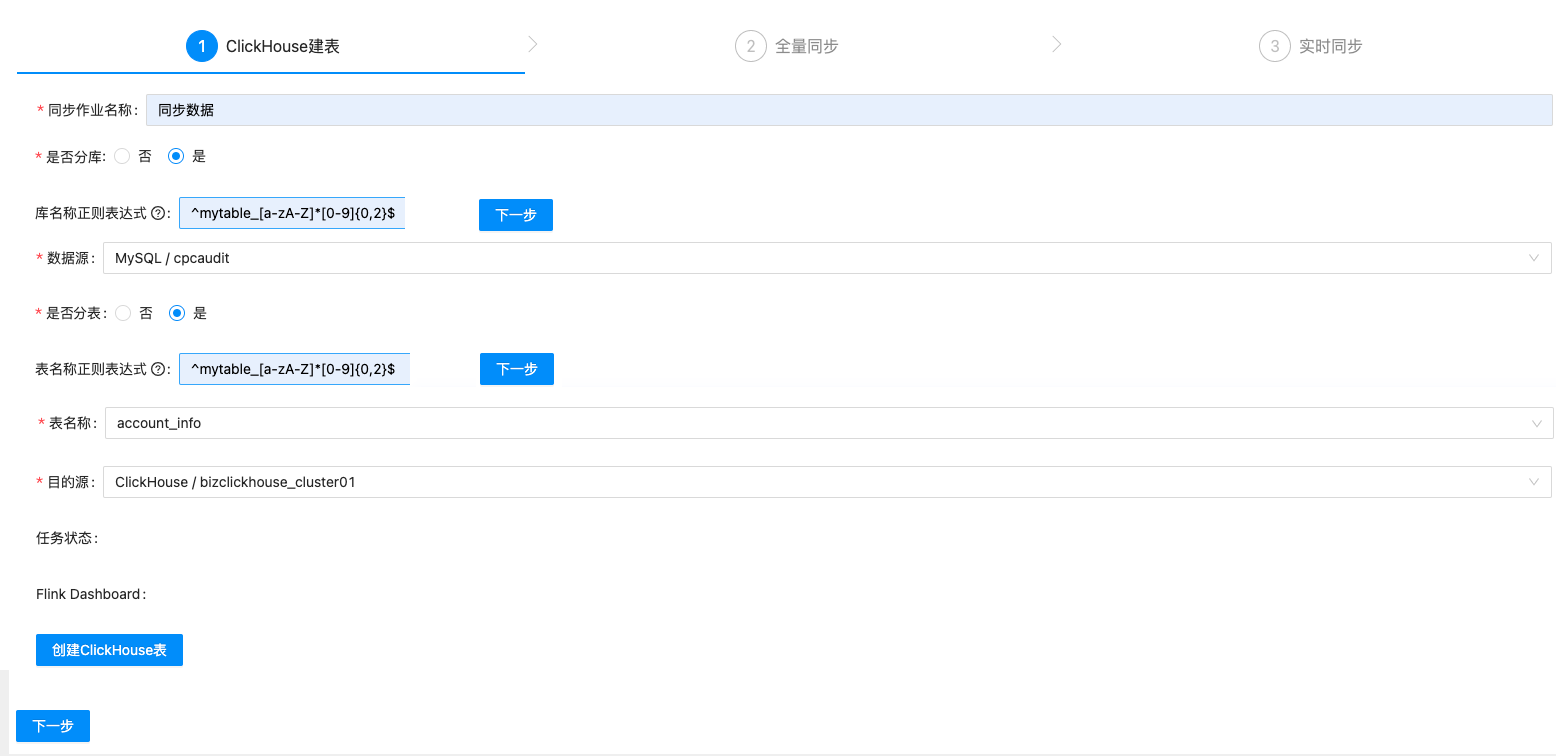 1 ClickHouse建表 2 全量同步 3 实时同步
* 同步作业名称: 同步数据
* 是否分库: 否 是
库名称正则表达式 ?: ^mytable_[a-zA-Z]*[0-9]{0,2}$ 下一步
* 数据源: MySQL / cpcaudit
* 是否分表: 否 是
表名称正则表达式 ?: ^mytable_[a-zA-Z]*[0-9]{0,2}$ 下一步
* 表名称: account_info
* 目的源: ClickHouse / bizclickhouse_cluster01
任务状态:
Flink Dashboard:
创建ClickHouse表
下一步